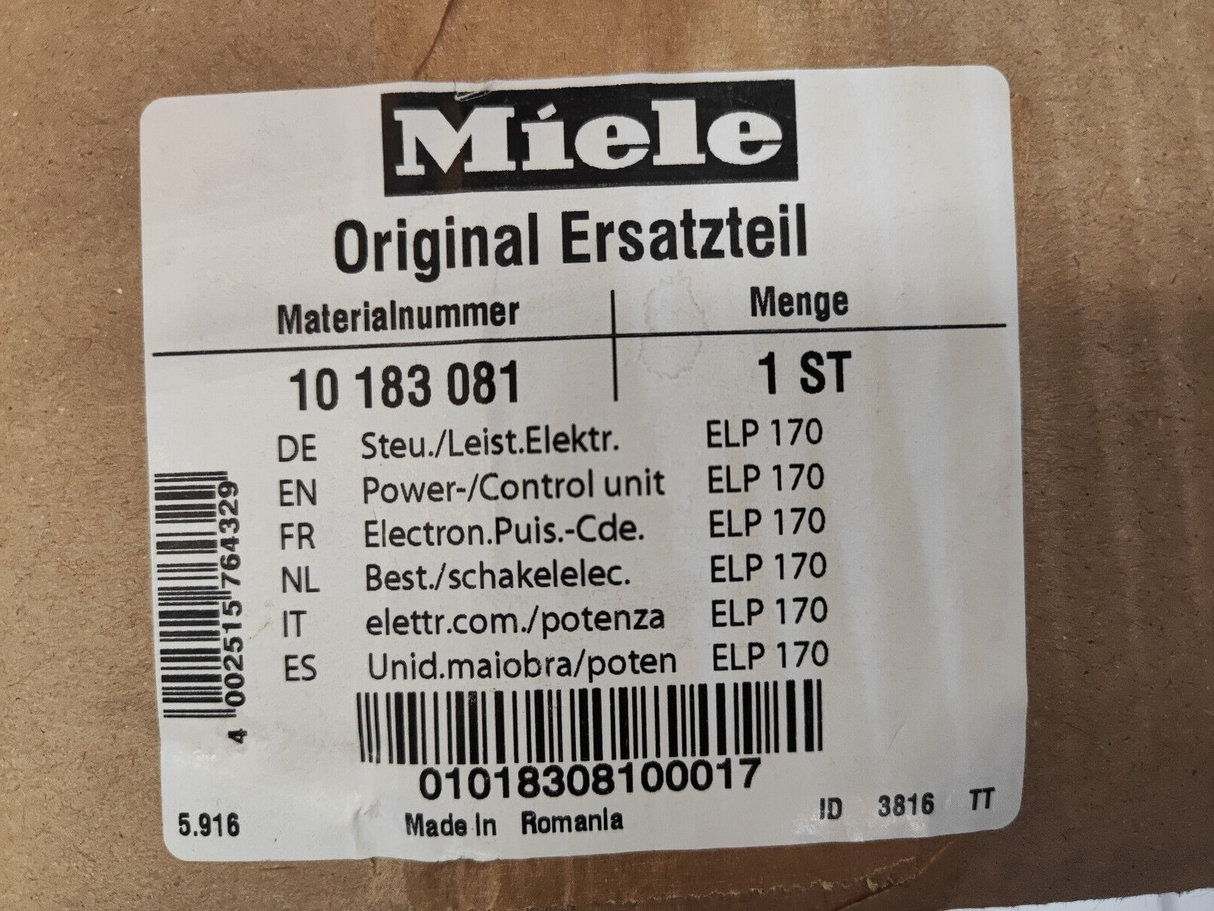 Miele
Original Ersatzteil
Materialnummer Menge
10 183 081 1 ST
DE Steu./Leist.Elektr. ELP 170
EN Power-/Control unit ELP 170
FR Electron.Puis.-Cde. ELP 170
NL Best./schakelelec. ELP 170
IT elettr.com./potenza ELP 170
ES Unid.maiobra/poten ELP 170
4 002515 764329
01018308100017
5.916 Made In Romania ID 3816 TT